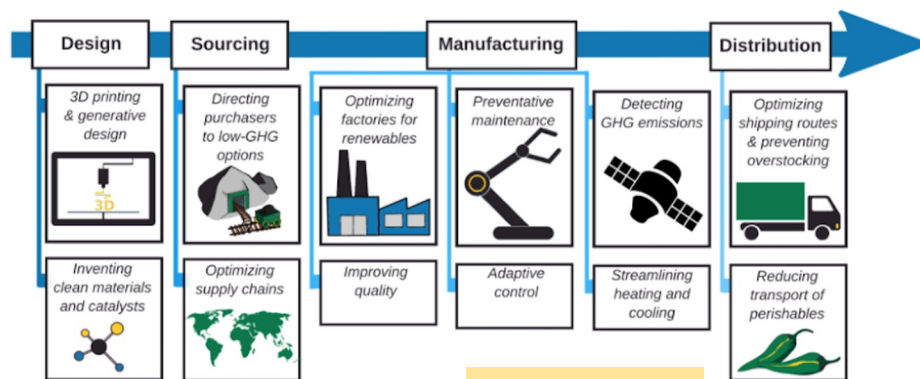 Design
Sourcing
Manufacturing
Distribution
3D printing
& generative
design
3D
Directing
purchasers
to low-GHG
options
Optimizing
factories for
renewables
Preventative
maintenance
Detecting
GHG emissions
Optimizing
shipping routes
& preventing
overstocking
Inventing
clean materials
and catalysts
Optimizing
supply chains
Improving
quality
Adaptive
control
Streamlining
heating and
cooling
Reducing
transport of
perishables